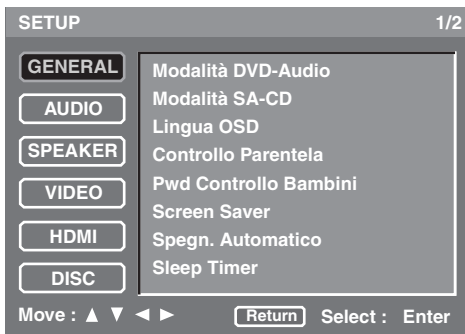 SETUP 1/2
GENERAL
AUDIO
SPEAKER
VIDEO
HDMI
DISC
Modalità DVD-Audio
Modalità SA-CD
Lingua OSD
Controllo Parentela
Pwd Controllo Bambini
Screen Saver
Spegn. Automatico
Sleep Timer
Move : ▲ ▼ ◄ ► Return Select : Enter